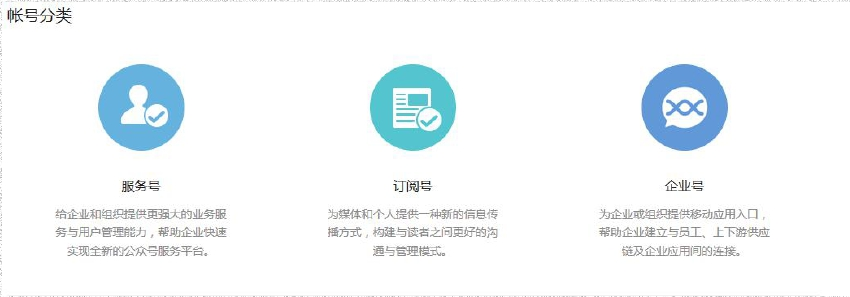 帐号分类
服务号
给企业和组织提供更强大的业务服
务与用户管理能力，帮助企业快速
实现全新的公众号服务平台。
订阅号
为媒体和个人提供一种新的信息传
播方式，构建与读者之间更好的沟
通与管理模式。
企业号
为企业或组织提供移动应用入口，
帮助企业建立与员工、上下游供应
链及企业应用间的连接。